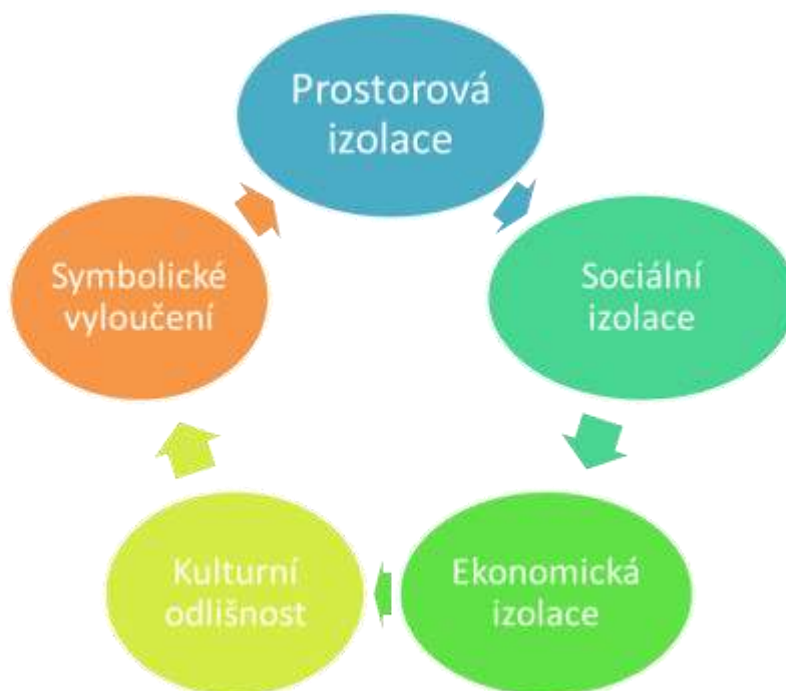 Prostorová
izolace
Sociální
izolace
Ekonomická
izolace
Kulturní
odlišnost
Symbolické
vyloučení